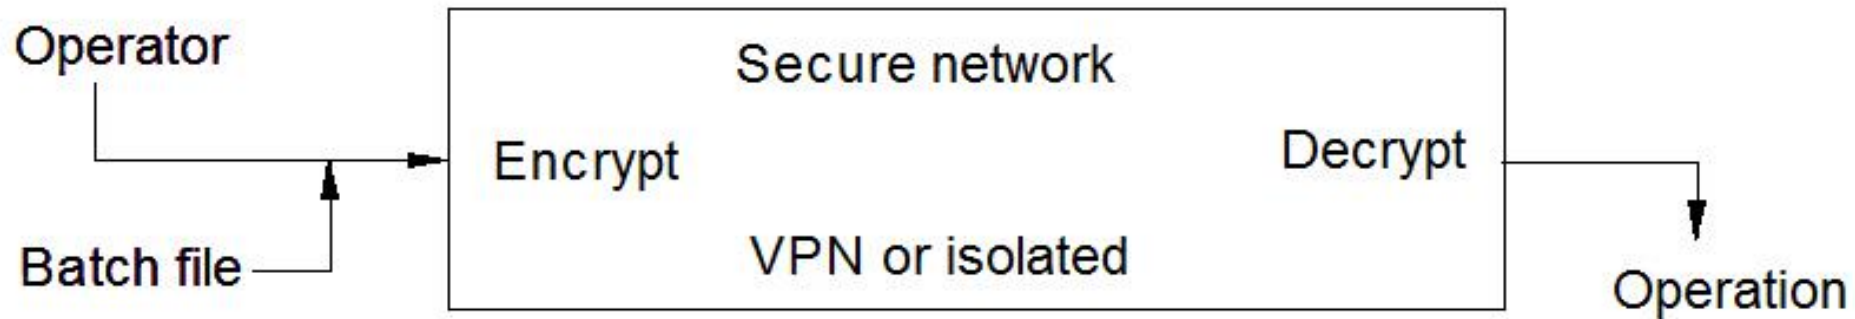 Operator
Secure network
Encrypt
Decrypt
Batch file
VPN or isolated
Operation